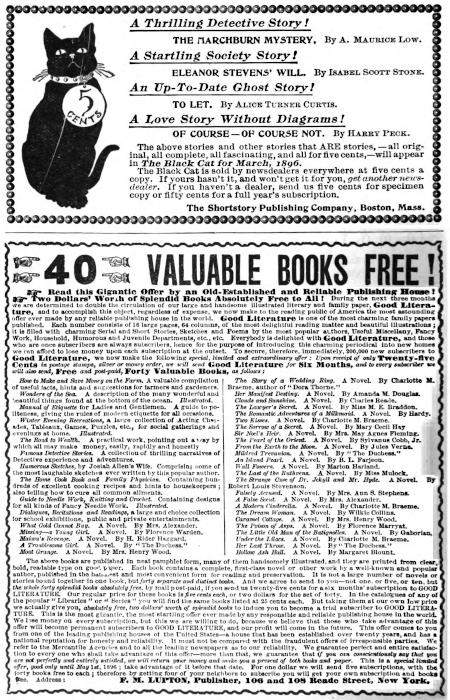 A Thrilling Detective Story!
THE MARCHBURN MYSTERY. By A. Maurice Low.
A Startling Society Story!
ELEANOR STEVENS' WILL. By Isabel Scott Stone.
An Up-To-Date Ghost Story!
TO LET. By Alice Turner Curtis.
A Love Story Without Diagrams!
OF COURSE—OF COURSE NOT. By Harry Peck.
5
CENTS
The above stories and other stories that ARE stories,—all orig-
inal, all complete, all fascinating, and all for five cents,—will appear
in The Black Cat for March, 1896.
The Black Cat is sold by newsdealers everywhere at five cents a
copy. If yours hasn't it, and won't get it for you, get another news-
dealer. If you haven't a dealer, send us five cents for specimen
copy or fifty cents for a full year's subscription.
The Shortstory Publishing Company, Boston, Mass.
40 VALUABLE BOOKS FREE!
Read this Gigantic Offer by an Old-Established and Reliable Publishing House!
Two Dollars' Worth of Splendid Books Absolutely Free to All! During the next three months
we are determined to double the circulation of our large and handsome illustrated literary and family paper, Good Litera-
ture, and to accomplish this object, regardless of expense, we now make to the reading public of America the most astounding
offer ever made by any reliable publishing house in the world. Good Literature is one of the most charming family papers
published. Each number consists of 16 large pages, 64 columns, of the most delightful reading matter and beautiful illustrations;
it is filled with charming Serial and Short Stories, Sketches and Poems by the most popular authors, Useful Miscellany, Fancy
Work, Household, Humorous and Juvenile Departments, etc., etc. Everybody is delighted with Good Literature, and those
who are once subscribers are always subscribers, hence for the purpose of introducing this charming periodical into new homes
we can afford to lose money upon each subscription at the outset. To secure, therefore, immediately, 200,000 new subscribers to
Good Literature, we now make the following special, limited and extraordinary offer: Upon receipt of only Twenty-five
Cents in postage stamps, silver or money order, we will send Good Literature for Six Months, and to every subscriber we
will also send, Free and post-paid, Forty Valuable Books, as follows:
How to Make and Save Money on the Farm. A valuable compilation
of useful facts, hints and suggestions for farmers and gardeners.
Wonders of the Sea. A description of the many wonderful and
beautiful things found at the bottom of the ocean. Illustrated.
Manual of Etiquette for Ladies and Gentlemen. A guide to po-
liteness, giving the rules of modern etiquette for all occasions.
Winter Evening Recreations, a large collection of Acting Char-
ades, Tableaux, Games, Puzzles, etc., for social gatherings and
evenings at home. Illustrated.
The Road to Wealth. A practical work, pointing out a way by
which all may make money, easily, rapidly and honestly.
Famous Detective Stories. A collection of thrilling narratives of
Detective experience and adventures.
Humorous Sketches, by Josiah Allen's Wife. Comprising some of
the most laughable sketches ever written by this popular author.
The Home Cook Book and Family Physician. Containing hun-
dreds of excellent cooking recipes and hints to housekeepers;
also telling how to cure all common ailments.
Guide to Needle Work, Knitting and Crochet. Containing designs
for all kinds of Fancy Needle Work. Illustrated.
Dialogues, Recitations and Readings, a large and choice collection
for school exhibitions, public and private entertainments.
What Gold Cannot Buy. A Novel. By Mrs. Alexander.
Missing—A Young Girl. A Novel. By Florence Warden.
Maiwa's Revenge. A Novel. By H. Rider Haggard.
A Troublesome Girl. A Novel. By "The Duchess."
Most Grange. A Novel. By Mrs. Henry Wood.
The Story of a Wedding Ring. A Novel. By Charlotte M.
Braeme, author of "Dora Thorne."
Her Manifest Destiny. A Novel. By Amanda M. Douglas.
Clouds and Sunshine. A Novel. By Charles Reade.
The Lawyer's Secret. A Novel. By Miss M. E. Braddon.
The Romantic Adventures of a Milkmaid. A Novel. By Hardy.
Two Kisses. A Novel. By Charlotte M. Braeme.
The Sorrow of a Secret. A Novel. By Mary Cecil Hay
Sir Noel's Heir. A Novel. By Mrs. May Agnes Fleming.
The Pearl of the Orient. A Novel. By Sylvanus Cobb, Jr.
From the Earth to the Moon. A Novel. By Jules Verne.
Mildred Trevanion. A Novel. By "The Duchess."
An Island Pearl. A Novel. By B. L. Farjeon.
Wall Flowers. A Novel. By Marion Harland.
The Last of the Ruthvens. A Novel. By Miss Mulock.
The Strange Case of Dr. Jekyll and Mr. Hyde. A Novel. By
Robert Louis Stevenson.
Falsely Accused. A Novel. By Mrs. Ann S. Stephens.
A False Scent. A Novel. By Mrs. Alexander.
A Modern Cinderella. A Novel. By Charlotte M. Braeme.
The Dream Woman. A Novel. By Wilkie Collins.
Caramel Cottage. A Novel. By Mrs. Henry Wood.
The Poison of Asps. A Novel. By Florence Marryat.
The Little Old Man of the Batignolles. A Novel. By Gaboriau.
Under the Lilacs. A Novel. By Charlotte M. Braeme.
Her Last Throw. A Novel. By "The Duchess."
Hollow Ash Hall. A Novel. By Margaret Blount.
The above books are published in neat pamphlet form, many of them handsomely illustrated, and they are printed from clear,
bold, readable type on good paper. Each book contains a complete, first-class novel or other work by a well-known and popular
author, published in the handiest and most convenient form for reading and preservation. It is not a large number of novels or
stories bound together in one book, but forty separate and distinct books. And we agree to send to you—not one, or five, or ten, but
the whole forty splendid books absolutely free, by mail post-paid, if you send us twenty-five cents for a six months' subscription to GOOD
LITERATURE. Our regular price for these books is five cents each, or two dollars for the set of forty. In the catalogues of any of
the popular "Libraries" or "Series" you will find the same books listed at 25 cents each. But taking them at our own low price
we actually give you, absolutely free, two dollars' worth of splendid books to induce you to become a trial subscriber to GOOD LITERA-
TURE. This is the most gigantic, the most startling offer ever made by any responsible and reliable publishing house in the world.
We lose money on every subscription, but this we are willing to do, because we believe that those who take advantage of this
offer will become permanent subscribers to GOOD LITERATURE, and our profit will come in the future. This offer comes to you
from one of the leading publishing houses of the United States—a house that has been established over twenty years, and has a
national reputation for honesty and reliability. It must not be compared with the fraudulent offers of irresponsible parties. We
refer to the Mercantile Agencies and to all the leading newspapers as to our reliability. We guarantee perfect and entire satisfac-
tion to every one who shall take advantage of this offer—more than that, we guarantee that if you can conscientiously say that you
are not perfectly and entirely satisfied, we will return your money and make you a present of both books and paper. This is a special limited
offer, good only until May 1st, 1896; take advantage of it before that date. For one dollar we will send five subscriptions, with the
forty books free to each; therefore by getting four of your neighbors to subscribe you will get your own subscription and books
free. Address: F. M. LUPTON, Publisher, 106 and 108 Reade Street, New York.